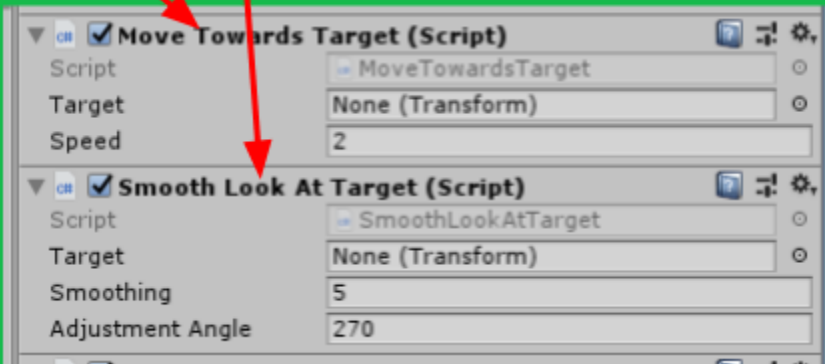 Move Towards Target (Script)
Script MoveTowardsTarget
Target None (Transform)
Speed 2
Smooth Look At Target (Script)
Script SmoothLookAtTarget
Target None (Transform)
Smoothing 5
Adjustment Angle 270